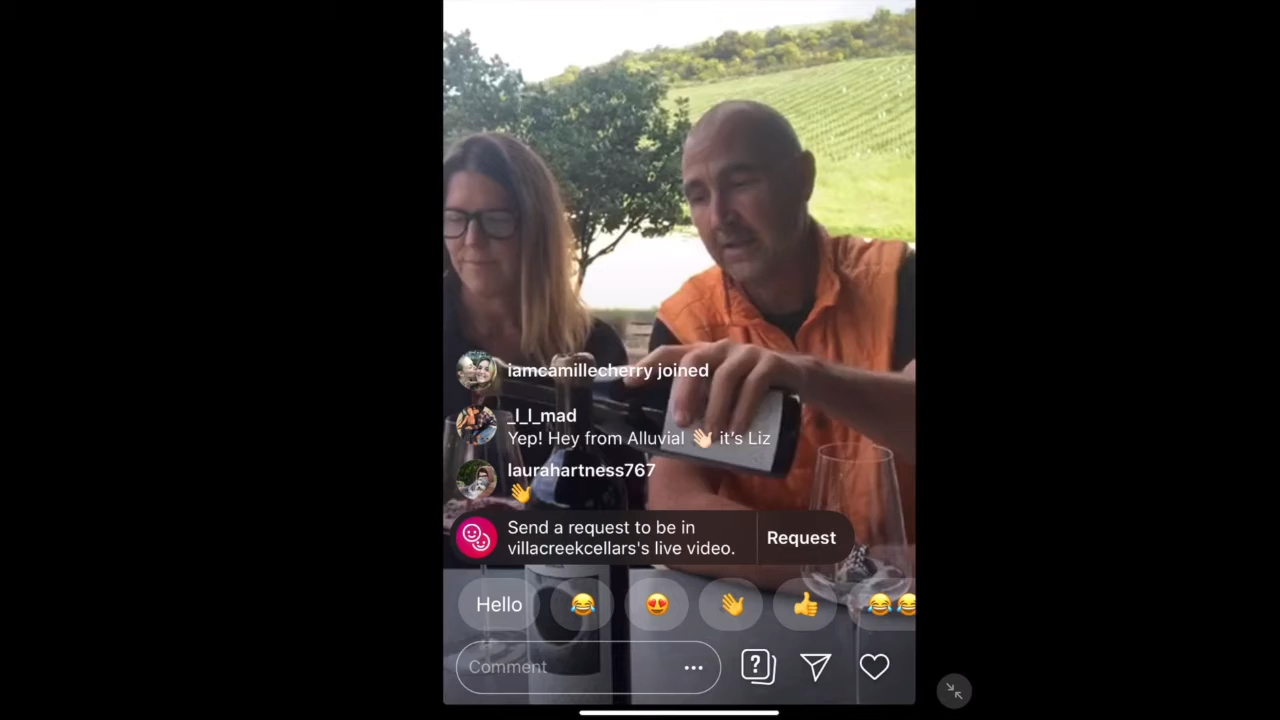 iamcamillecherry joined
_l_l_mad
Yep! Hey from Alluvial 👋🏻 it's Liz
laurahartness767
👋
Send a request to be in
villacreekcellars's live video.
Request
Hello 😂 😍 👋 👍 😂😂
Comment